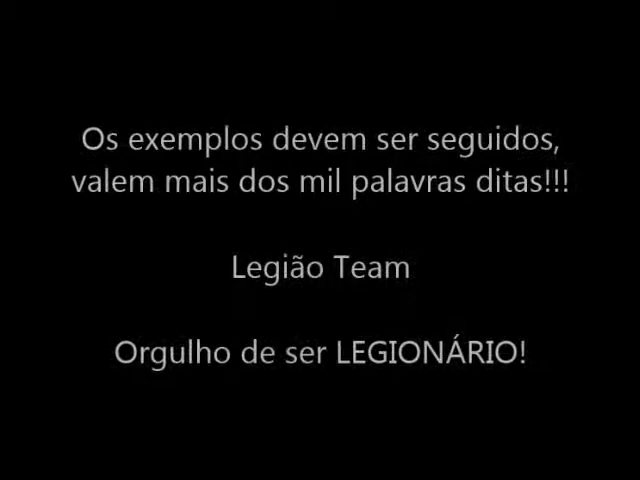 Os exemplos devem ser seguidos,
valem mais dos mil palavras ditas!!!
Legião Team
Orgulho de ser LEGIONÁRIO!